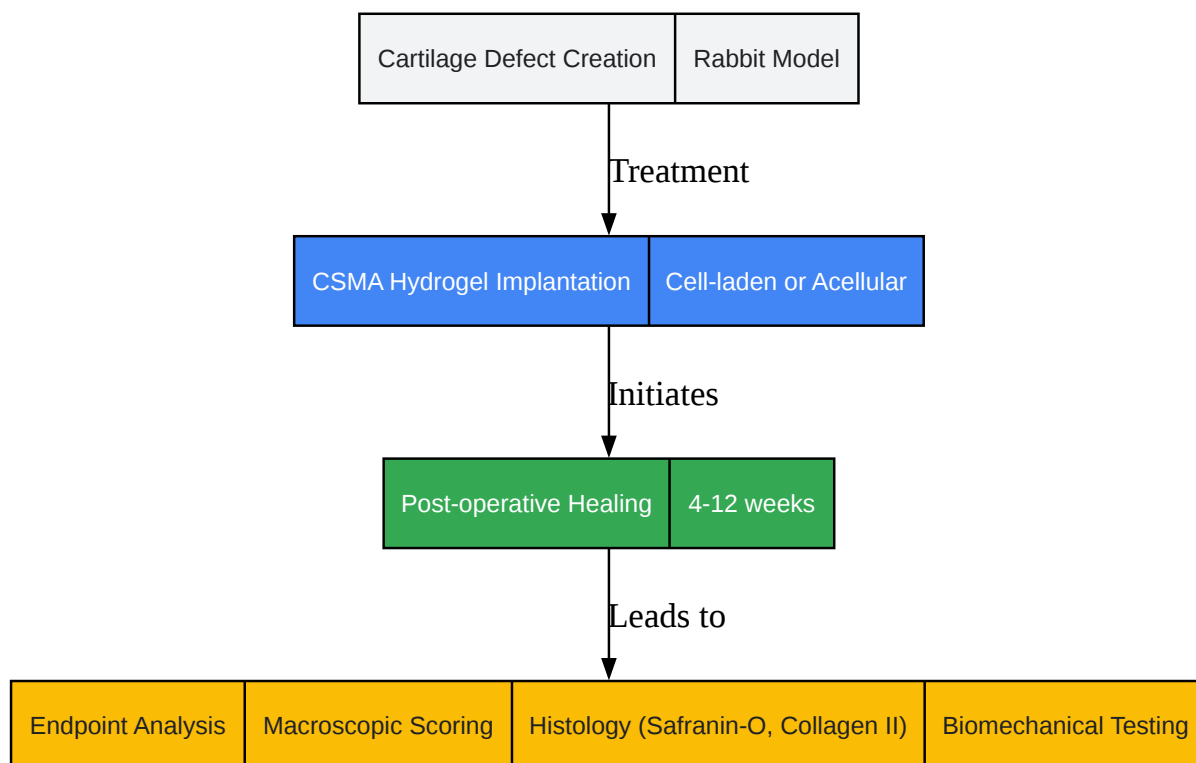 Cartilage Defect Creation
Rabbit Model
Treatment
CSMA Hydrogel Implantation
Cell-laden or Acellular
Initiates
Post-operative Healing
4-12 weeks
Leads to
Endpoint Analysis
Macroscopic Scoring
Histology (Safranin-O, Collagen II)
Biomechanical Testing